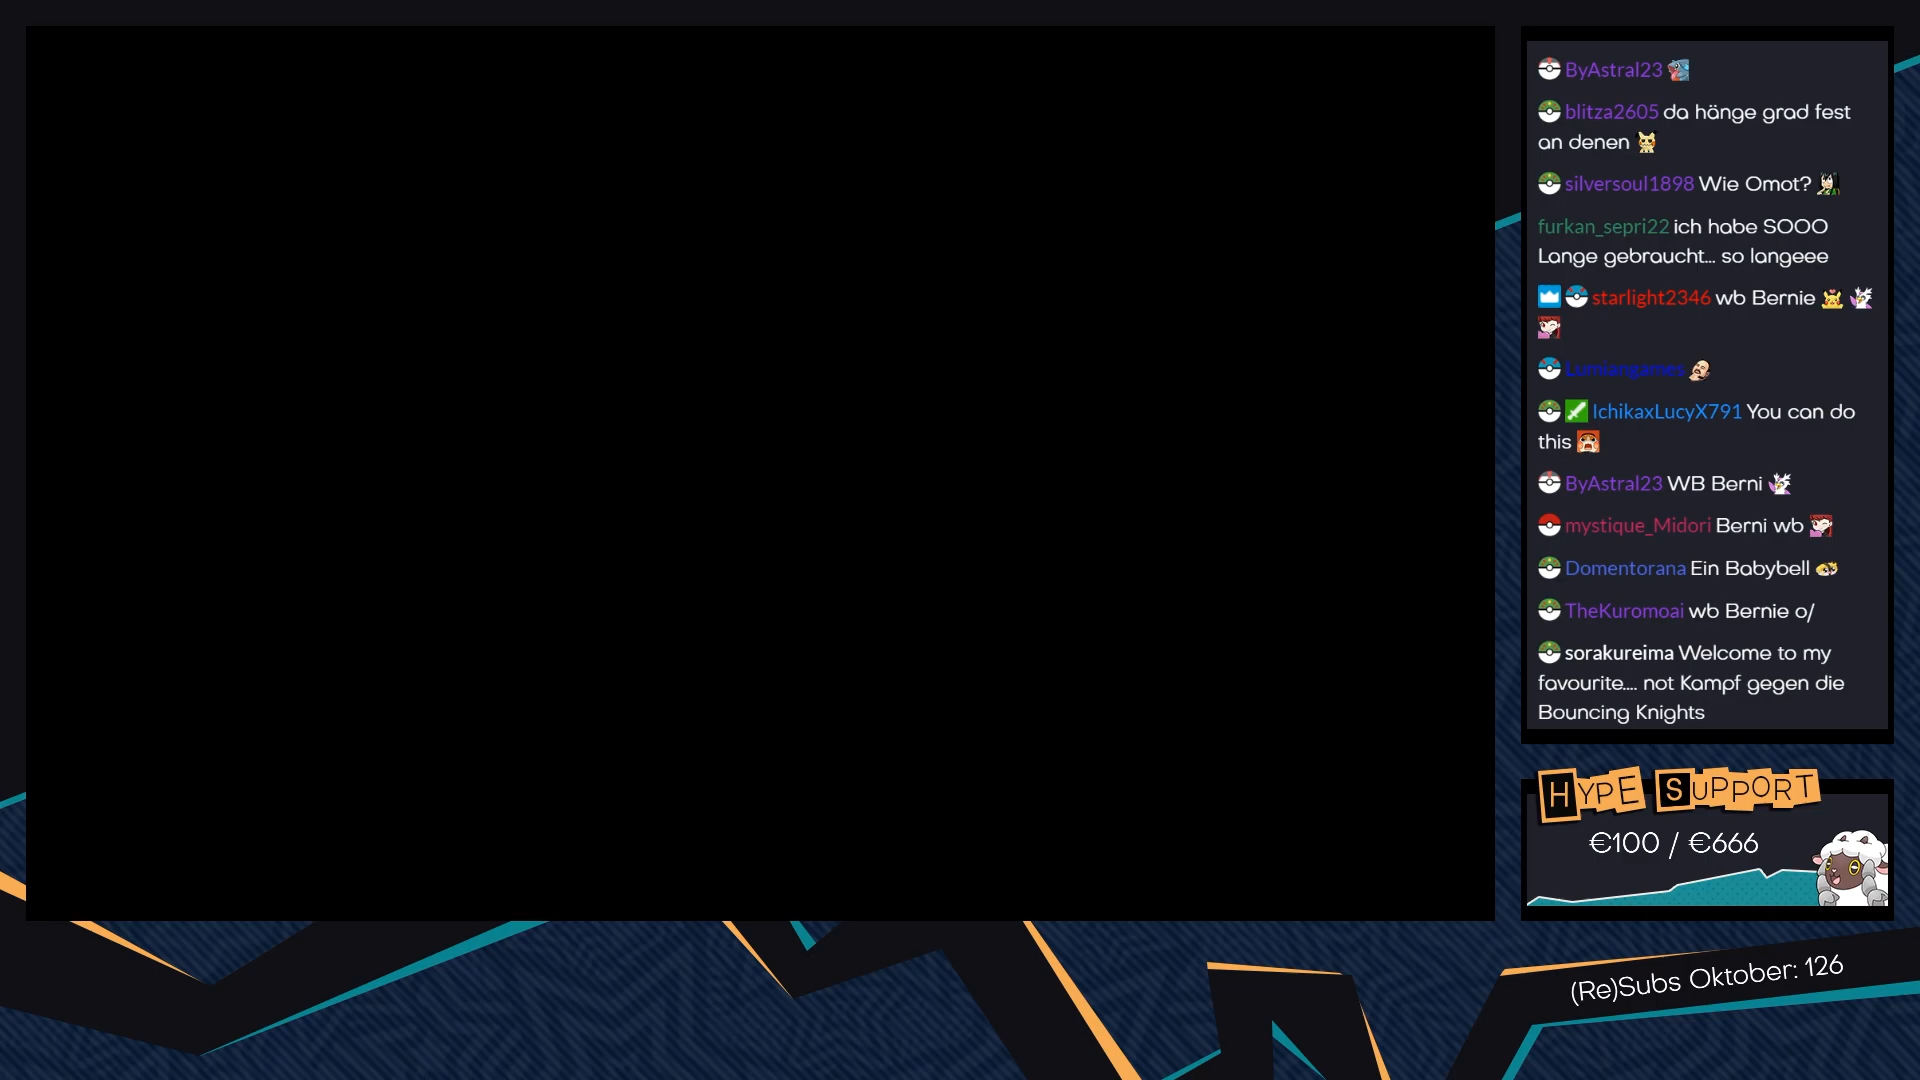 ByAstral23
blitza2605 da hänge grad fest
an denen
silversoul1898 Wie Omot?
furkan_sepri22 ich habe SOOO
Lange gebraucht... so langeee
starlight2346 wb Bernie
Lumiangames
IchikaxLucyX791 You can do
this
ByAstral23 WB Berni
mystique_Midori Berni wb
Domentorana Ein Babybell
TheKuromoai wb Bernie o/
sorakureima Welcome to my
favourite.... not Kampf gegen die
Bouncing Knights
HYPE SUPPORT
€100 / €666
(Re)Subs Oktober: 126